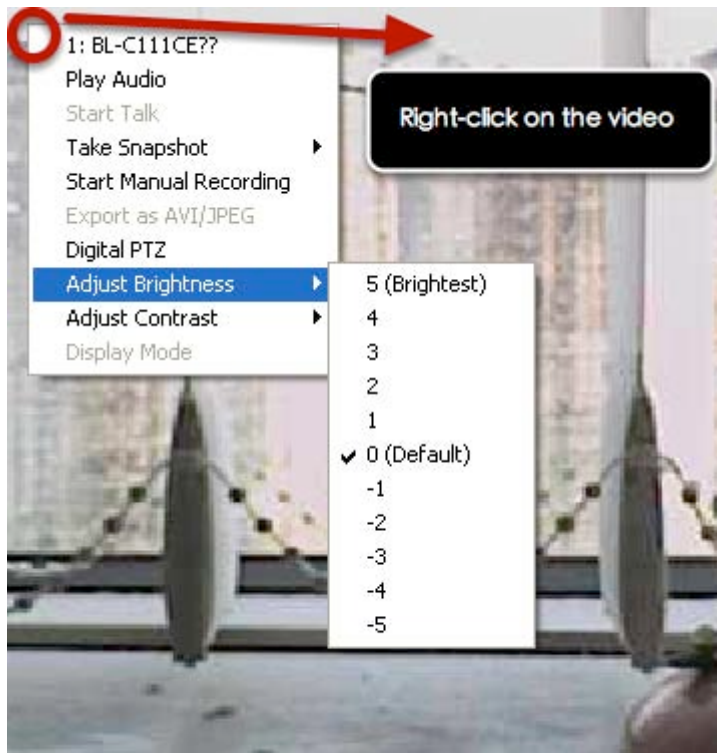 1: BL-C111CE??
Play Audio
Start Talk
Take Snapshot
Start Manual Recording
Export as AVI/JPEG
Digital PTZ
Adjust Brightness
Adjust Contrast
Display Mode
Right-click on the video
5 (Brightest)
4
3
2
1
0 (Default)
-1
-2
-3
-4
-5